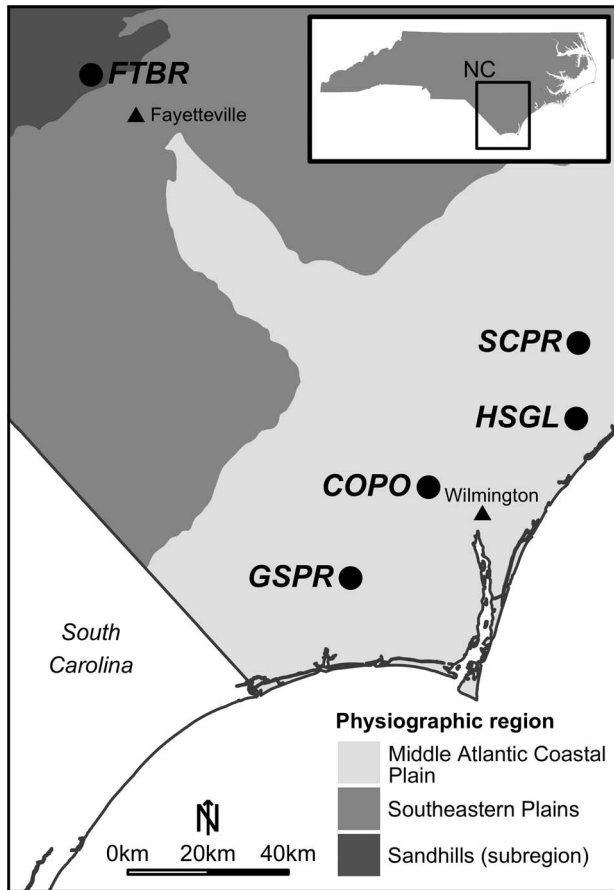 NC
FTBR
Fayetteville
SCPR
HSGL
COPO
Wilmington
GSPR
South
Carolina
Physiographic region
Middle Atlantic Coastal
Plain
Southeastern Plains
Sandhills (subregion)
N
0km 20km 40km